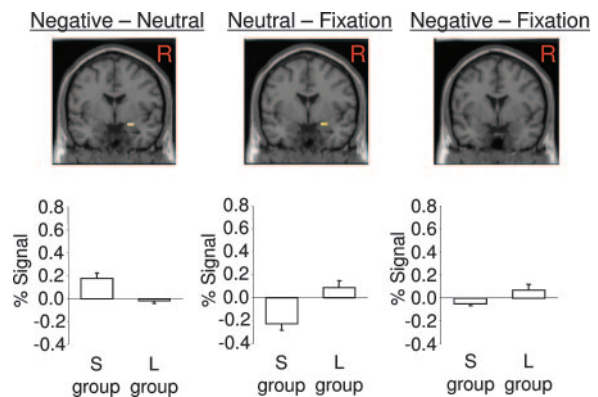 Negative – Neutral
Neutral – Fixation
Negative – Fixation
R
R
R
% Signal
0.8
0.6
0.4
0.2
0.0
-0.2
-0.4
S group
L group
% Signal
0.8
0.6
0.4
0.2
0.0
-0.2
-0.4
S group
L group
% Signal
0.8
0.6
0.4
0.2
0.0
-0.2
-0.4
S group
L group